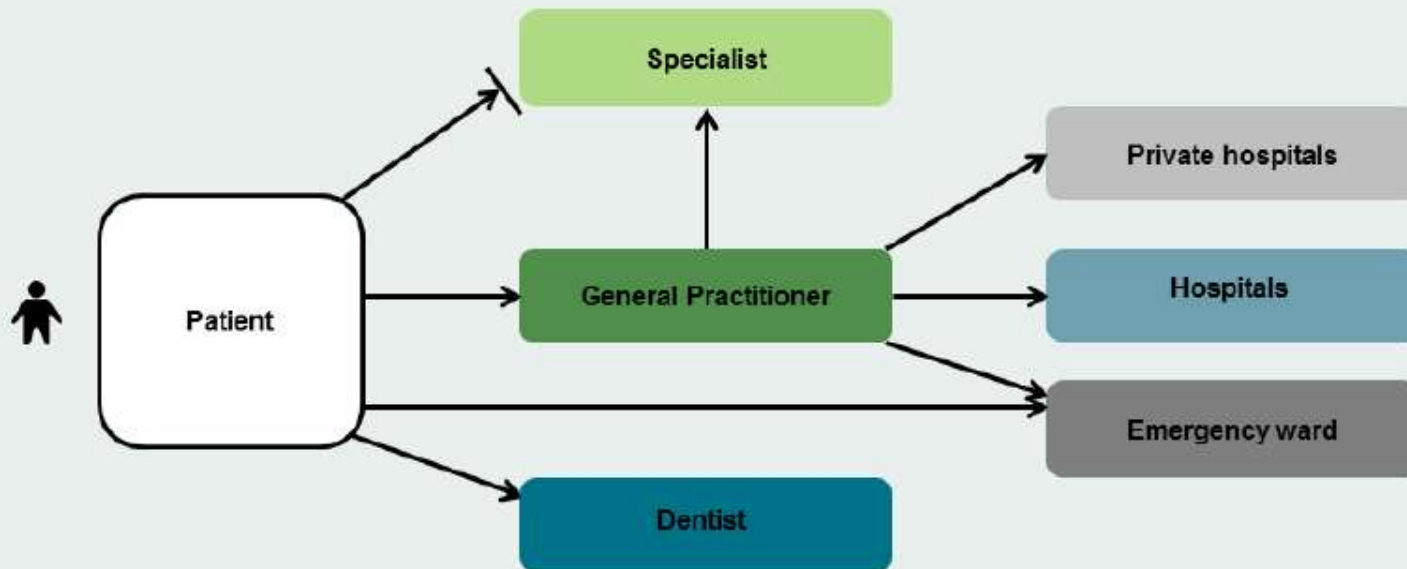 Specialist
Private hospitals
Patient
General Practitioner
Hospitals
Emergency ward
Dentist